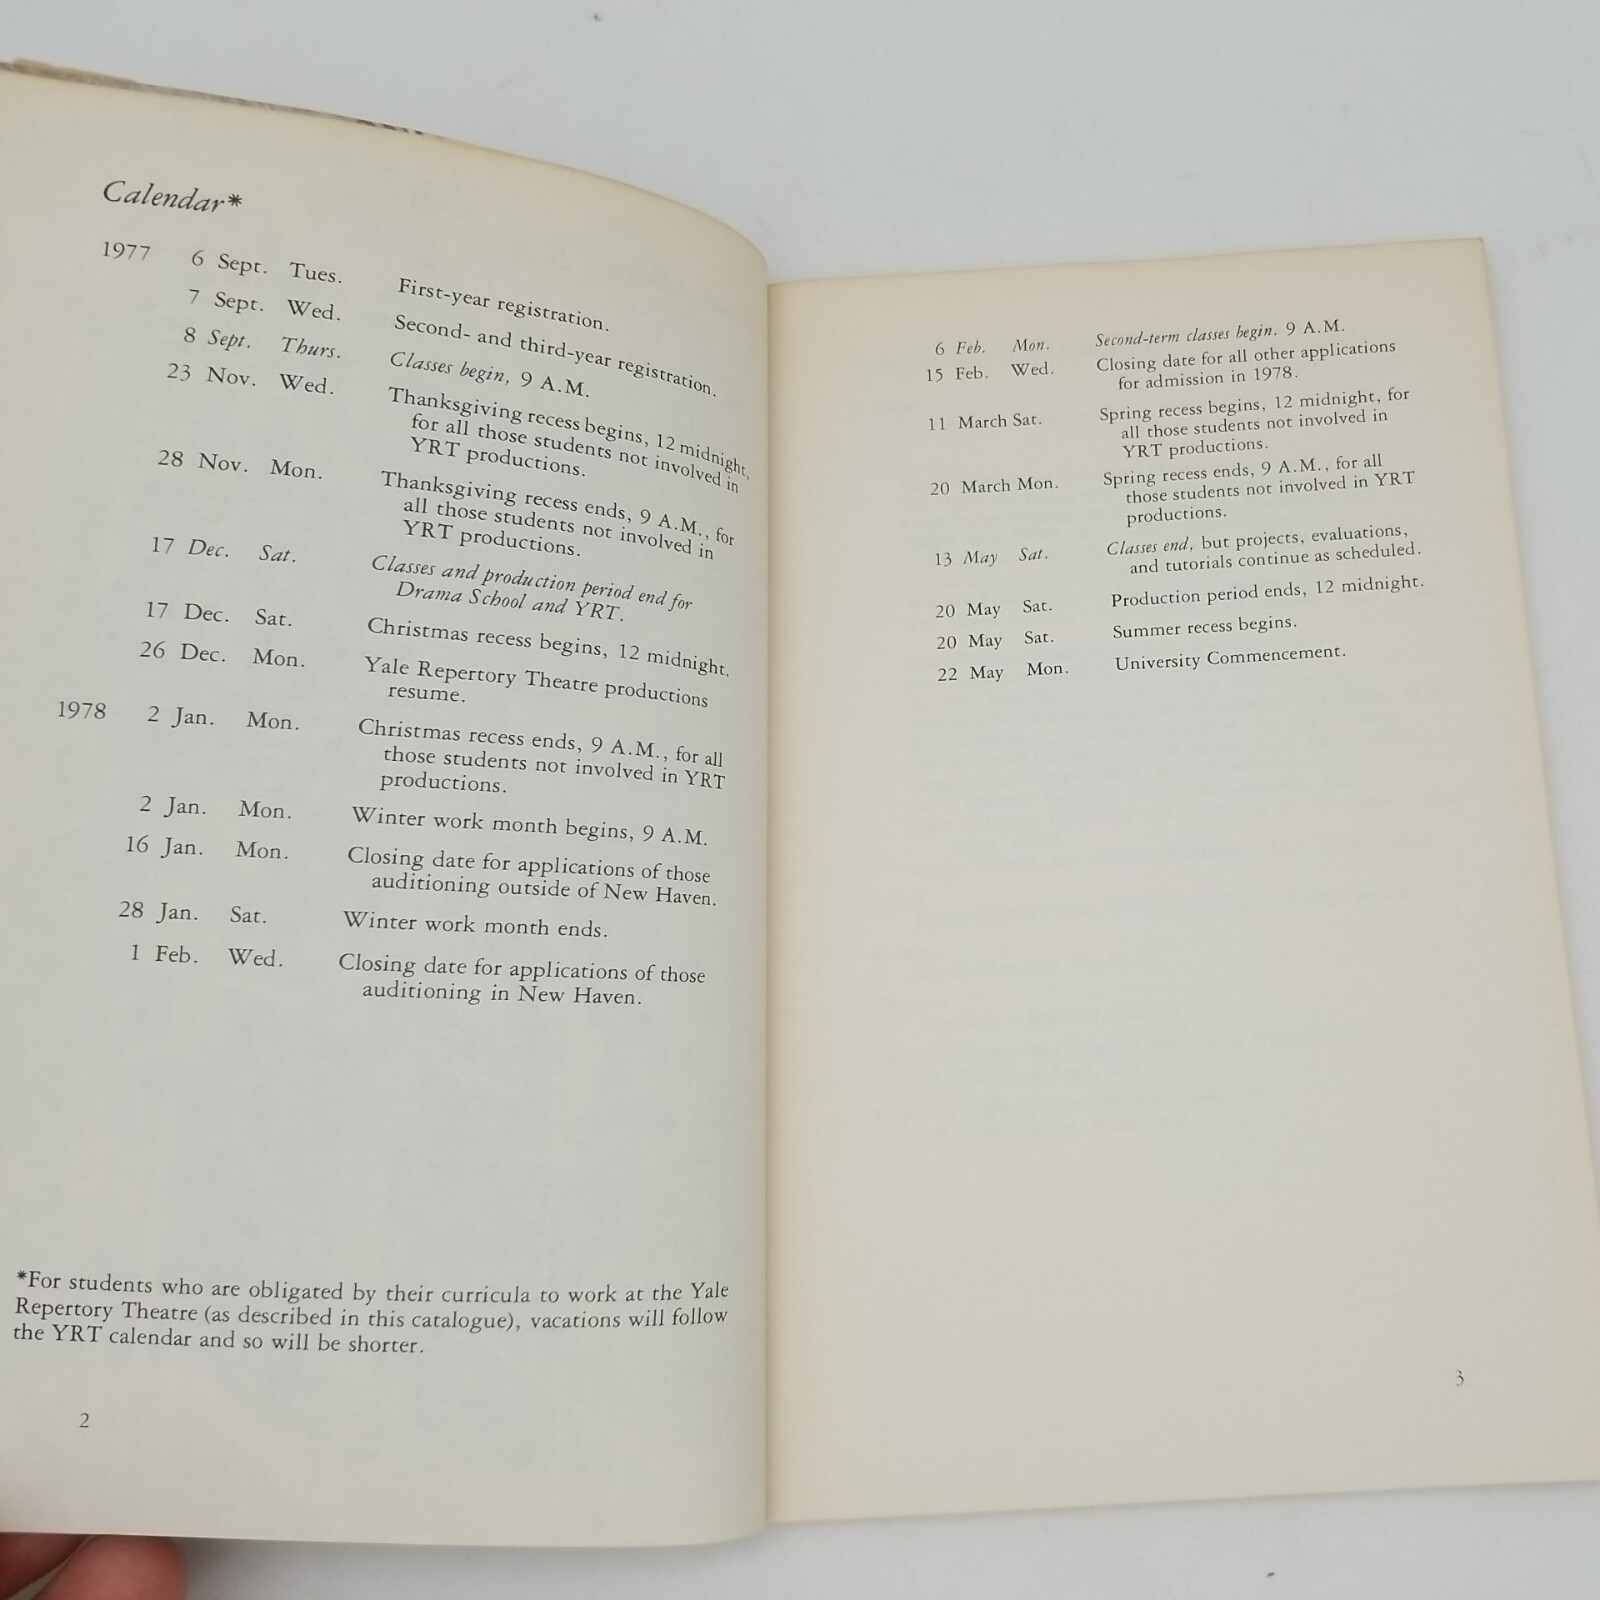 Calendar*
1977 6 Sept. Tues. First-year registration.
7 Sept. Wed. Second- and third-year registration.
8 Sept. Thurs. Classes begin, 9 A.M.
23 Nov. Wed. Thanksgiving recess begins, 12 midnight,
for all those students not involved in
YRT productions.
28 Nov. Mon. Thanksgiving recess ends, 9 A.M., for
all those students not involved in
YRT productions.
17 Dec. Sat. Classes and production period end for
Drama School and YRT.
17 Dec. Sat. Christmas recess begins, 12 midnight.
26 Dec. Mon. Yale Repertory Theatre productions
resume.
1978 2 Jan. Mon. Christmas recess ends, 9 A.M., for all
those students not involved in YRT
productions.
2 Jan. Mon. Winter work month begins, 9 A.M.
16 Jan. Mon. Closing date for applications of those
auditioning outside of New Haven.
28 Jan. Sat. Winter work month ends.
1 Feb. Wed. Closing date for applications of those
auditioning in New Haven.
*For students who are obligated by their curricula to work at the Yale
Repertory Theatre (as described in this catalogue), vacations will follow
the YRT calendar and so will be shorter.
2
6 Feb. Mon. Second-term classes begin. 9 A.M.
15 Feb. Wed. Closing date for all other applications
for admission in 1978.
11 March Sat. Spring recess begins, 12 midnight, for
all those students not involved in
YRT productions.
20 March Mon. Spring recess ends, 9 A.M., for all
those students not involved in YRT
productions.
13 May Sat. Classes end, but projects, evaluations,
and tutorials continue as scheduled.
20 May Sat. Production period ends, 12 midnight.
20 May Sat. Summer recess begins.
22 May Mon. University Commencement.
3